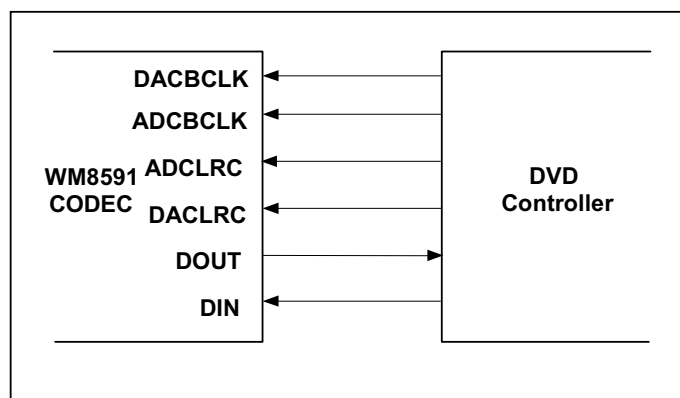 DACBCLK
ADCBCLK
ADCLRC
WM8591
CODEC
DACLRC
DOUT
DIN
DVD
Controller